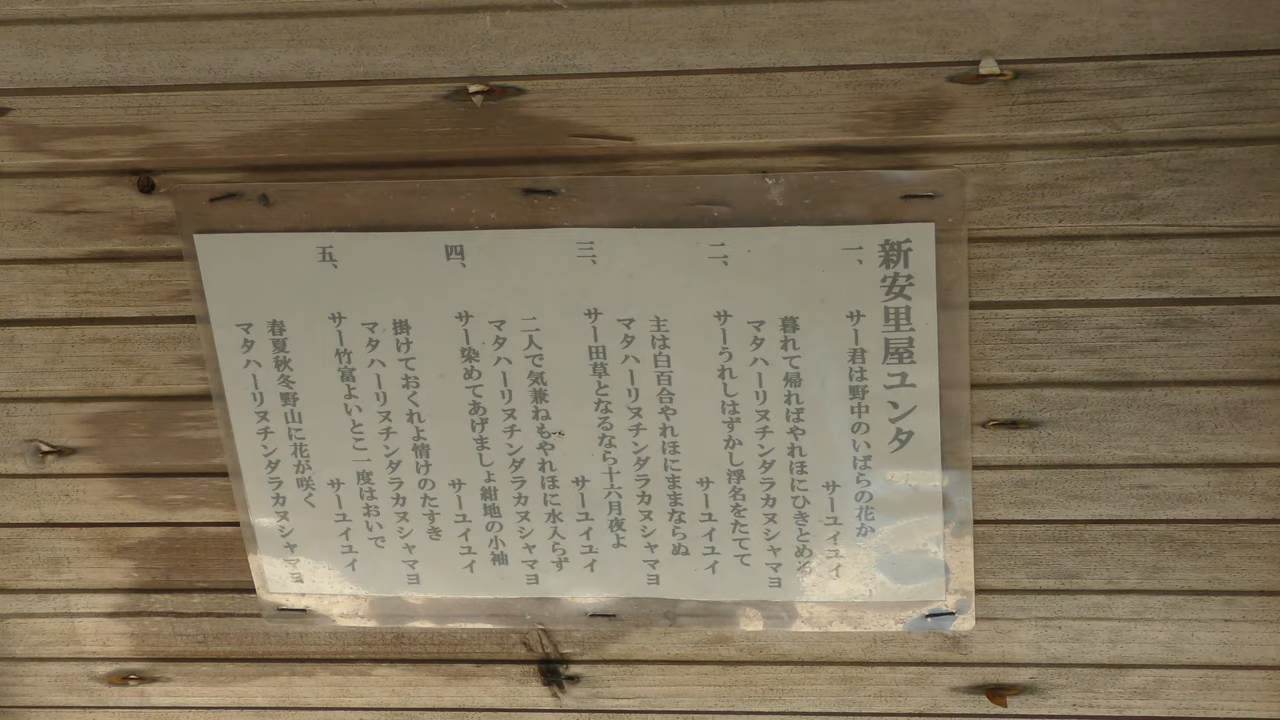 新安里屋ユンタ
一、
サー君は野中のいばらの花か
サーユイユイ
暮れて帰ればやれほにひきとめる
マタハーリヌチンダラカヌシャマヨ
二、
サーうれしはずかし浮名をたてて
サーユイユイ
主は白百合やれほにままならぬ
マタハーリヌチンダラカヌシャマヨ
三、
サー田草となるなら十六月夜よ
サーユイユイ
二人で気兼ねもやれほに水入らず
マタハーリヌチンダラカヌシャマヨ
四、
サー染めてあげましょ紺地の小袖
サーユイユイ
掛けておくれよ情けのたすき
マタハーリヌチンダラカヌシャマヨ
五、
サー竹富よいとこ一度はおいで
サーユイユイ
春夏秋冬野山に花が咲く
マタハーリヌチンダラカヌシャマヨ